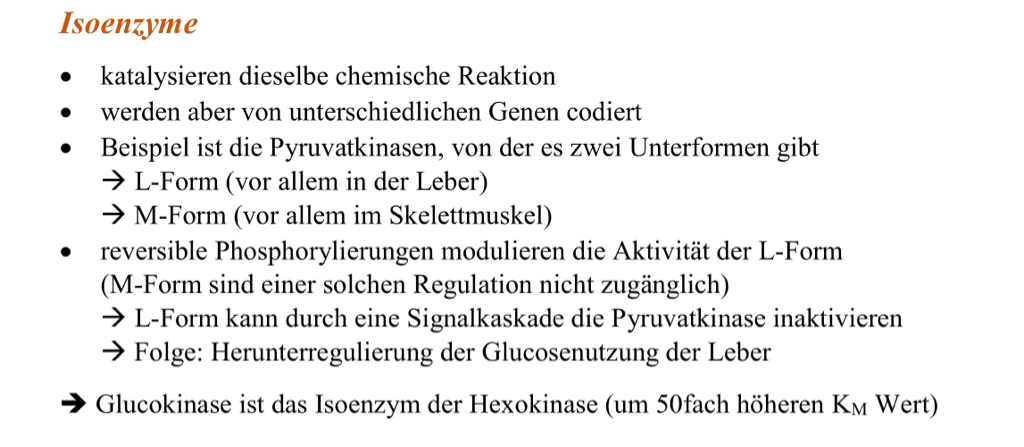 Isoenzyme
• katalysieren dieselbe chemische Reaktion
• werden aber von unterschiedlichen Genen codiert
• Beispiel ist die Pyruvatkinasen, von der es zwei Unterformen gibt
→ L-Form (vor allem in der Leber)
→ M-Form (vor allem im Skelettmuskel)
• reversible Phosphorylierungen modulieren die Aktivität der L-Form
(M-Form sind einer solchen Regulation nicht zugänglich)
→ L-Form kann durch eine Signalkaskade die Pyruvatkinase inaktivieren
→ Folge: Herunterregulierung der Glucosenutzung der Leber
➔ Glucokinase ist das Isoenzym der Hexokinase (um 50fach höheren KM Wert)